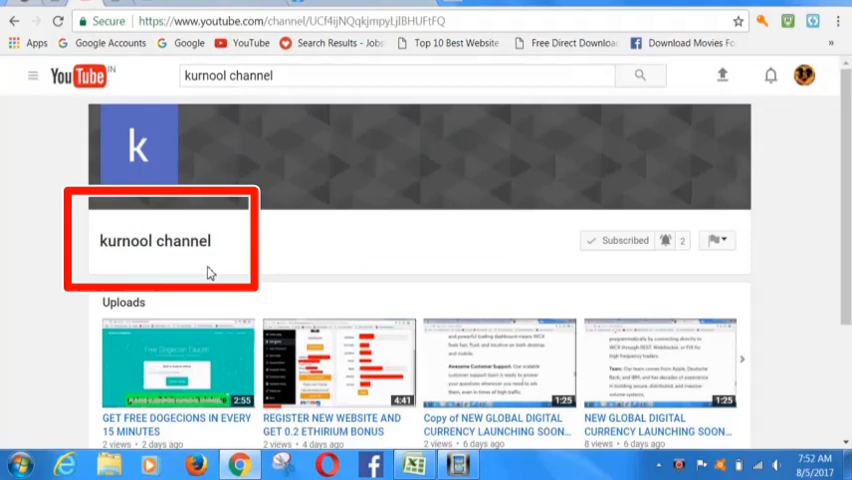 Secure
https://www.youtube.com/channel/UCf4ijNQqkjmpyLjlBHUFtFQ
Apps
Google Accounts
Google
YouTube
Search Results - Jobs
Top 10 Best Website
Free Direct Downloa
Download Movies Fo
YouTube IN
kurnool channel
k
kurnool channel
Subscribed
2
Uploads
2:55
4:41
Awesome Customer Support.
1:25
1:25
GET FREE DOGECIONS IN EVERY
15 MINUTES
2 views • 2 days ago
REGISTER NEW WEBSITE AND
GET 0.2 ETHIRIUM BONUS
2 views • 4 days ago
Copy of NEW GLOBAL DIGITAL
CURRENCY LAUNCHING SOON...
2 views • 6 days ago
NEW GLOBAL DIGITAL
CURRENCY LAUNCHING SOON...
8 views • 6 days ago
7:52 AM
8/5/2017